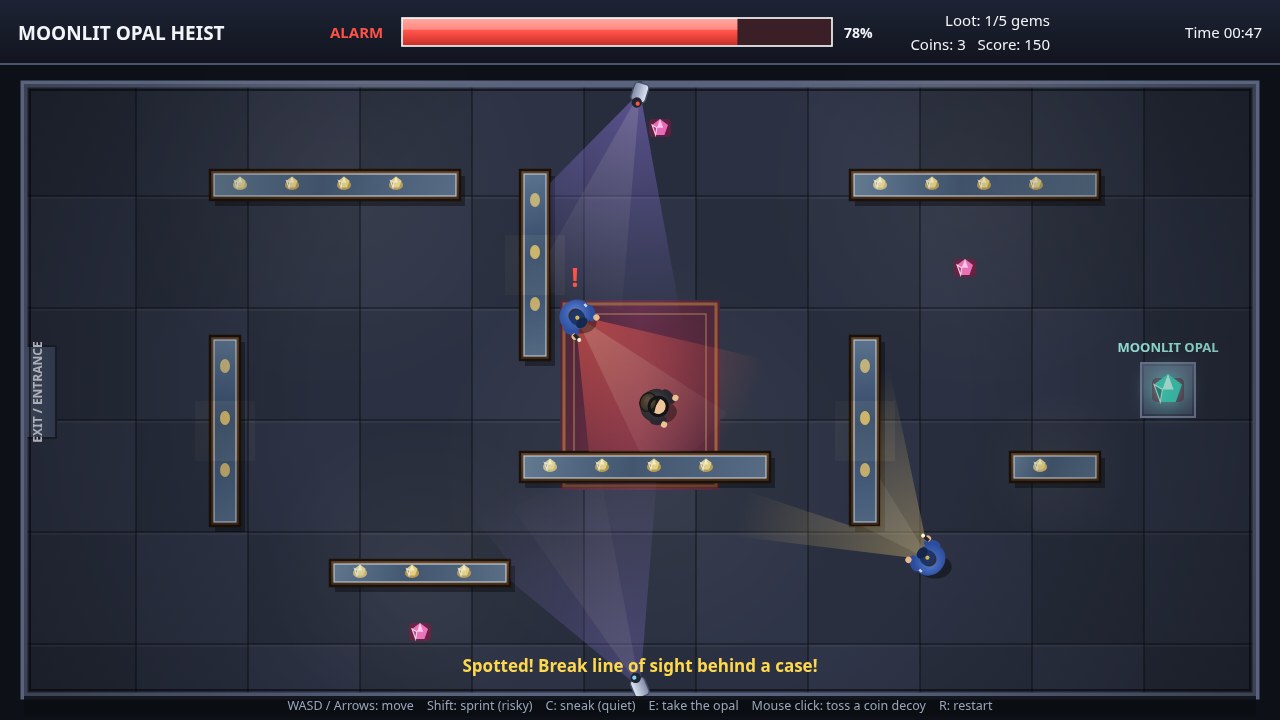 MOONLIT OPAL HEIST
ALARM
78%
Loot: 1/5 gems
Coins: 3 Score: 150
Time 00:47
!
EXIT / ENTRANCE
MOONLIT OPAL
Spotted! Break line of sight behind a case!
WASD / Arrows: move Shift: sprint (risky) C: sneak (quiet) E: take the opal Mouse click: toss a coin decoy R: restart